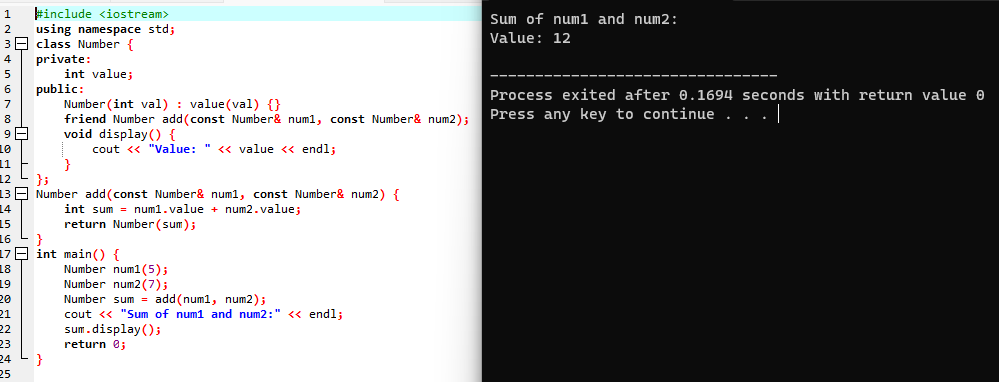 1 #include <iostream>
2 using namespace std;
3 class Number {
4 private:
5     int value;
6 public:
7     Number(int val) : value(val) {}
8     friend Number add(const Number& num1, const Number& num2);
9     void display() {
10         cout << "Value: " << value << endl;
11     }
12 };
13 Number add(const Number& num1, const Number& num2) {
14     int sum = num1.value + num2.value;
15     return Number(sum);
16 }
17 int main() {
18     Number num1(5);
19     Number num2(7);
20     Number sum = add(num1, num2);
21     cout << "Sum of num1 and num2:" << endl;
22     sum.display();
23     return 0;
24 }
25
Sum of num1 and num2:
Value: 12
--------------------------------
Process exited after 0.1694 seconds with return value 0
Press any key to continue . . .